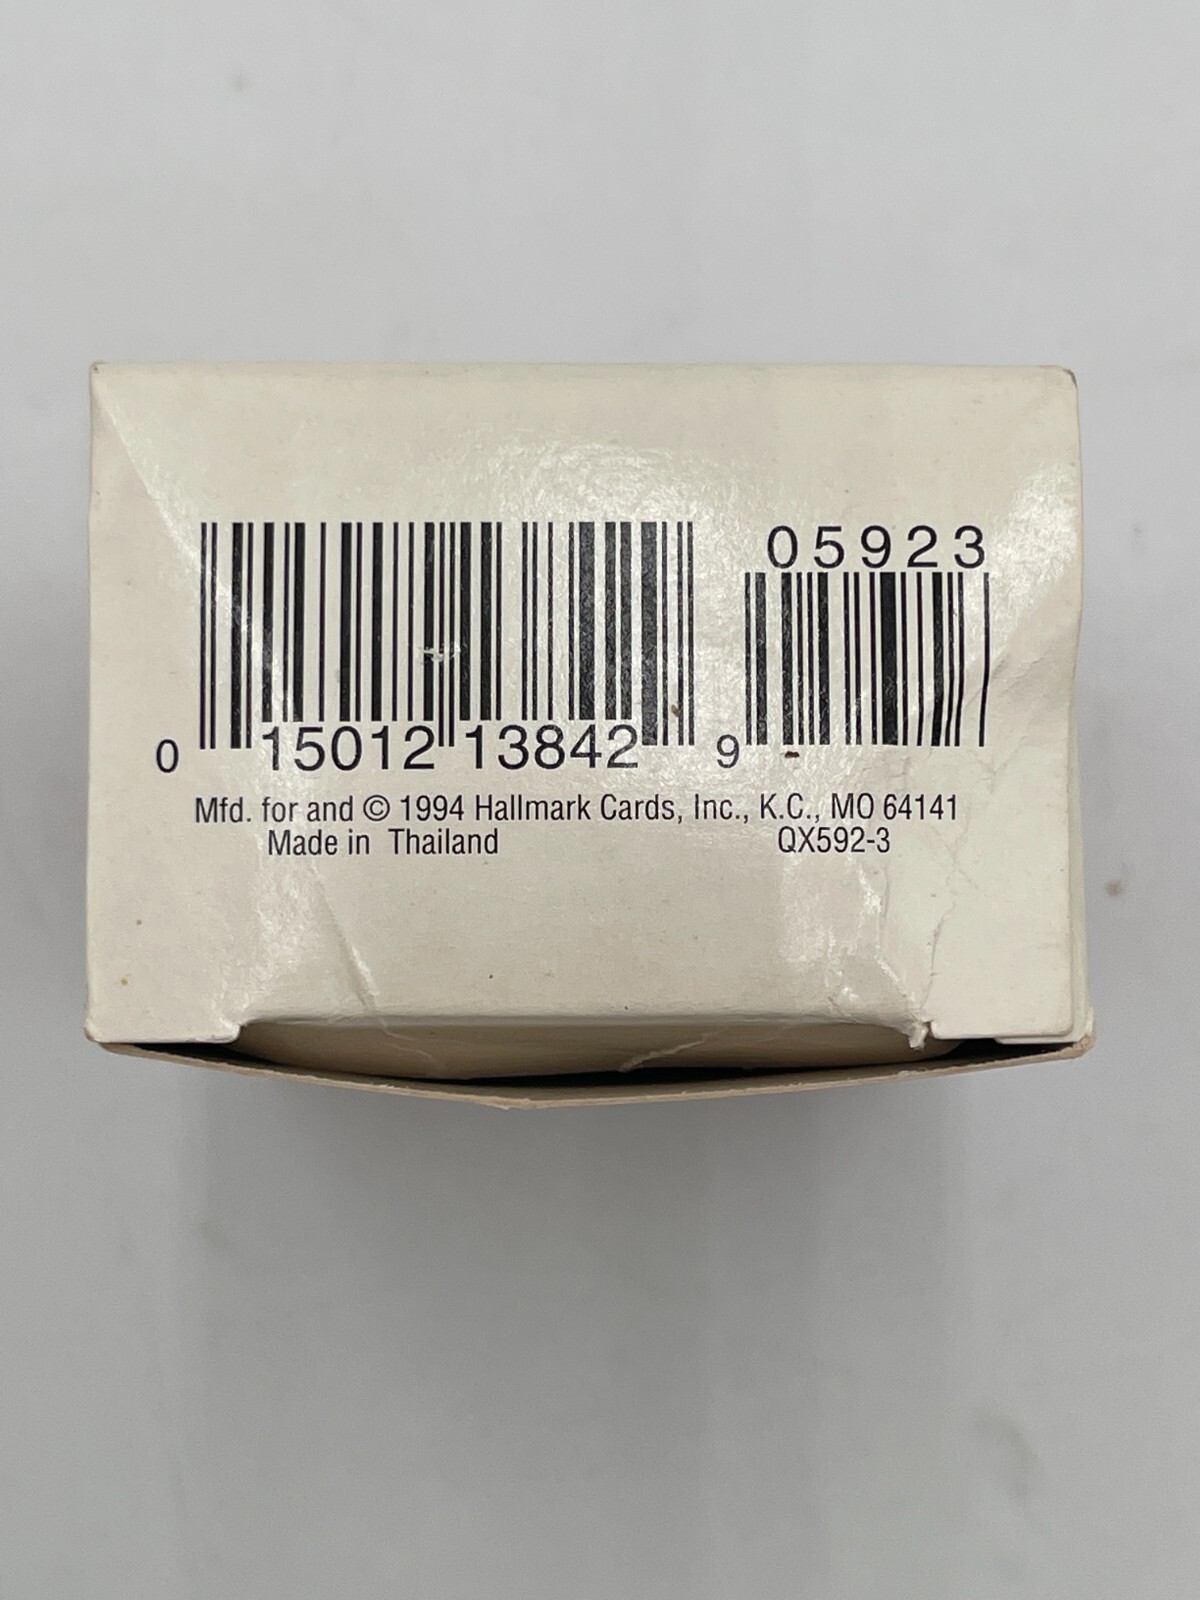 05923
0 15012 13842 9
Mfd. for and © 1994 Hallmark Cards, Inc., K.C., MO 64141
Made in Thailand QX592-3